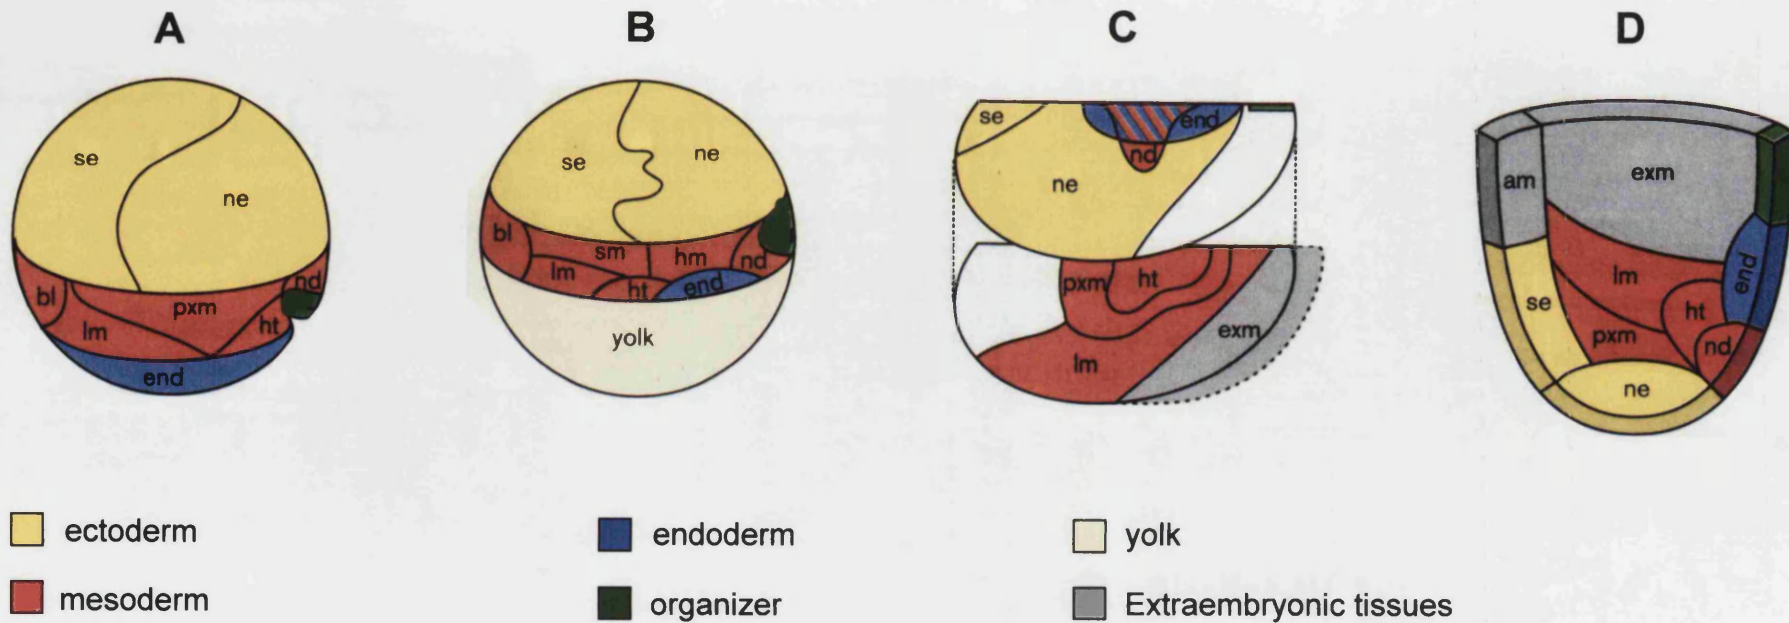 A B C D
se
ne
bl
lm
pxm
nd
ht
end
se
ne
bl
sm
hm
nd
lm
ht
end
yolk
se
end
nd
ne
pxm
ht
exm
lm
am
exm
se
lm
end
ht
pxm
nd
ne
ectoderm
endoderm
yolk
mesoderm
organizer
Extraembryonic tissues